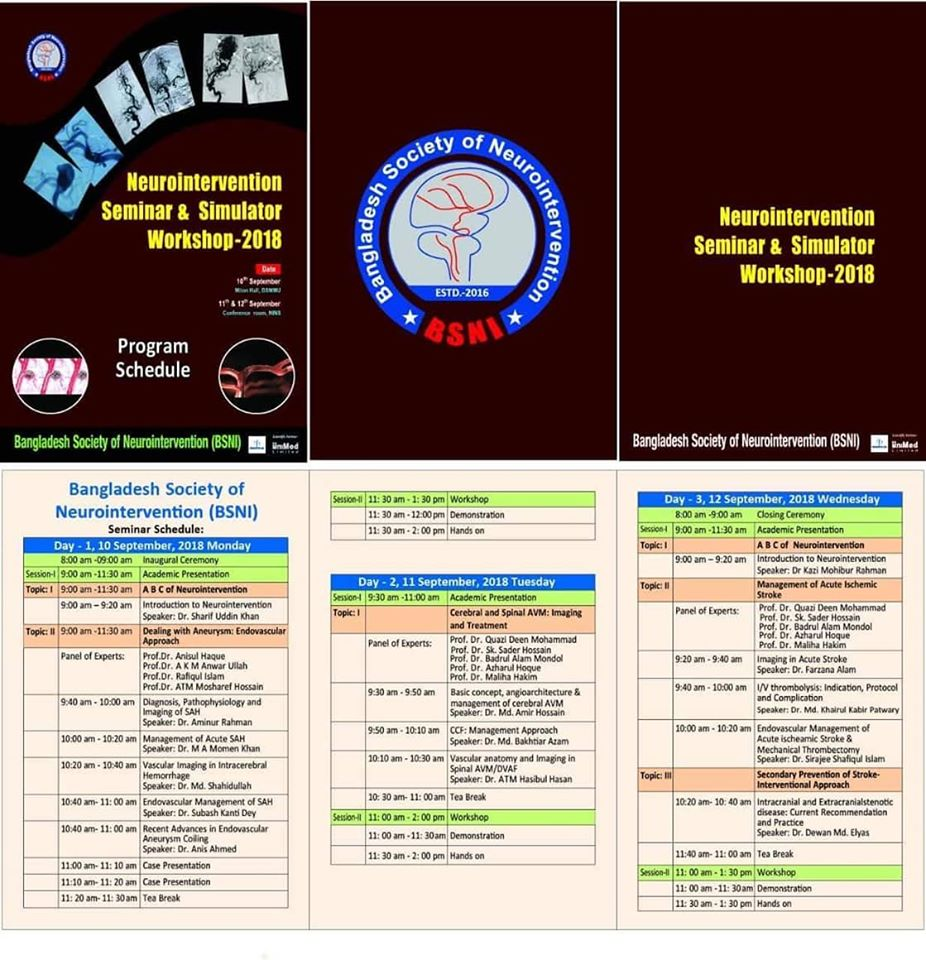 Bangladesh Society of Neurointervention
BSNI
Neurointervention
Seminar & Simulator
Workshop-2018
Date
10th September
Milon Hall, BSMMU
11th & 12th September
Conference room, NINS
Program
Schedule
Bangladesh Society of Neurointervention (BSNI)
UniMed
Limited
Bangladesh Society of Neurointervention
ESTD.-2016
BSNI
Neurointervention
Seminar & Simulator
Workshop-2018
Bangladesh Society of Neurointervention (BSNI)
UniMed
Limited
Bangladesh Society of
Neurointervention (BSNI)
Seminar Schedule:
Day - 1, 10 September, 2018 Monday
8:00 am -09:00 am Inaugural Ceremony
Session-I 9:00 am -11:30 am Academic Presentation
Topic: I 9:00 am -11:30 am A B C of Neurointervention
9:00 am – 9:20 am Introduction to Neurointervention
Speaker: Dr. Sharif Uddin Khan
Topic: II 9:00 am -11:30 am Dealing with Aneurysm: Endovascular
Approach
Panel of Experts: Prof.Dr. Anisul Haque
Prof.Dr. A K M Anwar Ullah
Prof.Dr. Rafiqul Islam
Prof.Dr. ATM Mosharef Hossain
9:40 am - 10:00 am Diagnosis, Pathophysiology and
Imaging of SAH
Speaker: Dr. Aminur Rahman
10:00 am - 10:20 am Management of Acute SAH
Speaker: Dr. M A Momen Khan
10:20 am - 10:40 am Vascular Imaging in Intracerebral
Hemorrhage
Speaker: Dr. Md. Shahidullah
10:40 am- 11: 00 am Endovascular Management of SAH
Speaker: Dr. Subash Kanti Dey
10:40 am- 11: 00 am Recent Advances in Endovascular
Aneurysm Coiling
Speaker: Dr. Anis Ahmed
11:00 am- 11: 10 am Case Presentation
11:10 am- 11: 20 am Case Presentation
11: 20 am- 11: 30 am Tea Break
Session-II 11: 30 am - 1: 30 pm Workshop
11: 30 am - 12:00 pm Demonstration
11: 30 am - 2: 00 pm Hands on
Day - 2, 11 September, 2018 Tuesday
Session-I 9:30 am -11:00 am Academic Presentation
Topic: I Cerebral and Spinal AVM: Imaging
and Treatment
Panel of Experts: Prof. Dr. Quazi Deen Mohammad
Prof. Dr. Sk. Sader Hossain
Prof. Dr. Badrul Alam Mondol
Prof. Dr. Azharul Hoque
Prof. Dr. Maliha Hakim
9:30 am - 9:50 am Basic concept, angioarchitecture &
management of cerebral AVM
Speaker: Dr. Md. Amir Hossain
9:50 am - 10:10 am CCF: Management Approach
Speaker: Dr. Md. Bakhtiar Azam
10:10 am - 10:30 am Vascular anatomy and Imaging in
Spinal AVM/DVAF
Speaker: Dr. ATM Hasibul Hasan
10: 30 am- 11: 00 am Tea Break
Session-II 11: 00 am - 2: 00 pm Workshop
11: 00 am -11: 30am Demonstration
11: 30 am - 2: 00 pm Hands on
Day - 3, 12 September, 2018 Wednesday
8:00 am -9:00 am Closing Ceremony
Session-I 9:00 am -11:30 am Academic Presentation
Topic: I A B C of Neurointervention
9:00 am – 9:20 am Introduction to Neurointervention
Speaker: Dr Kazi Mohibur Rahman
Topic: II Management of Acute Ischemic
Stroke
Panel of Experts: Prof. Dr. Quazi Deen Mohammad
Prof. Dr. Sk. Sader Hossain
Prof. Dr. Badrul Alam Mondol
Prof. Dr. Azharul Hoque
Prof. Dr. Maliha Hakim
9:20 am - 9:40 am Imaging in Acute Stroke
Speaker: Dr. Farzana Alam
9:40 am - 10:00 am I/V thrombolysis: Indication, Protocol
and Complication
Speaker: Dr. Md. Khairul Kabir Patwary
10:00 am - 10:20 am Endovascular Management of
Acute ischeamic Stroke &
Mechanical Thrombectomy
Speaker: Dr. Sirajee Shafiqul Islam
Topic: III Secondary Prevention of Stroke-
Interventional Approach
10:20 am- 10: 40 am Intracranial and Extracranialstenotic
disease: Current Recommendation
and Practice
Speaker: Dr. Dewan Md. Elyas
11:40 am- 11: 00 am Tea Break
Session-II 11: 00 am - 1: 30 pm Workshop
11: 00 am -11: 30am Demonstration
11: 30 am - 1: 30 pm Hands on